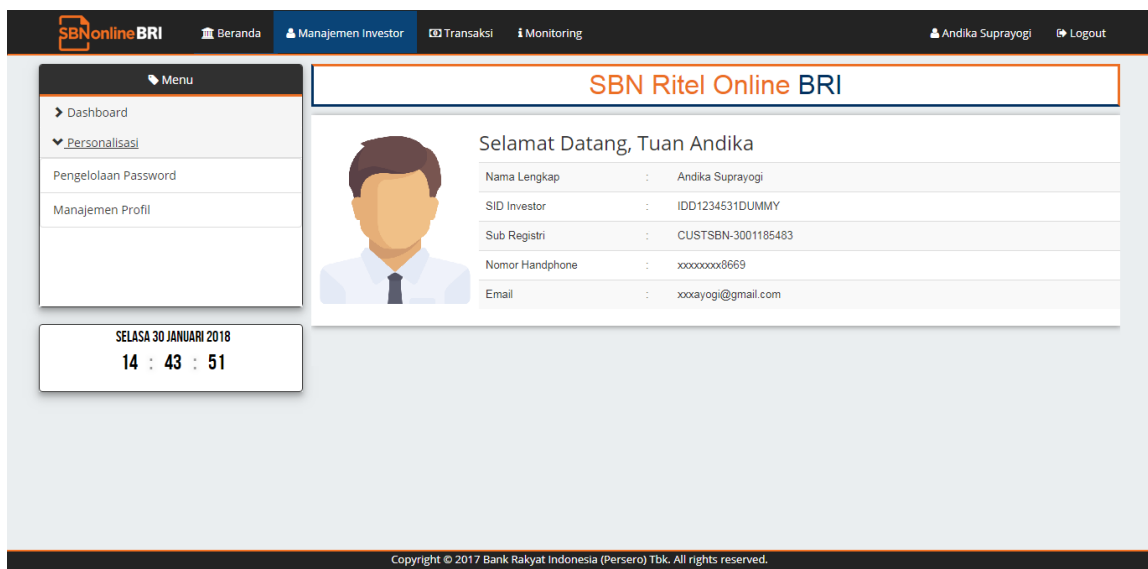 SBNonlineBRI Beranda Manajemen Investor Transaksi Monitoring Andika Suprayogi Logout
Menu
Dashboard
Personalisasi
Pengelolaan Password
Manajemen Profil
SELASA 30 JANUARI 2018
14 : 43 : 51
SBN Ritel Online BRI
Selamat Datang, Tuan Andika
Nama Lengkap : Andika Suprayogi
SID Investor : IDD1234531DUMMY
Sub Registri : CUSTSBN-3001185483
Nomor Handphone : xxxxxxxx8669
Email : xxxayogi@gmail.com
Copyright © 2017 Bank Rakyat Indonesia (Persero) Tbk. All rights reserved.